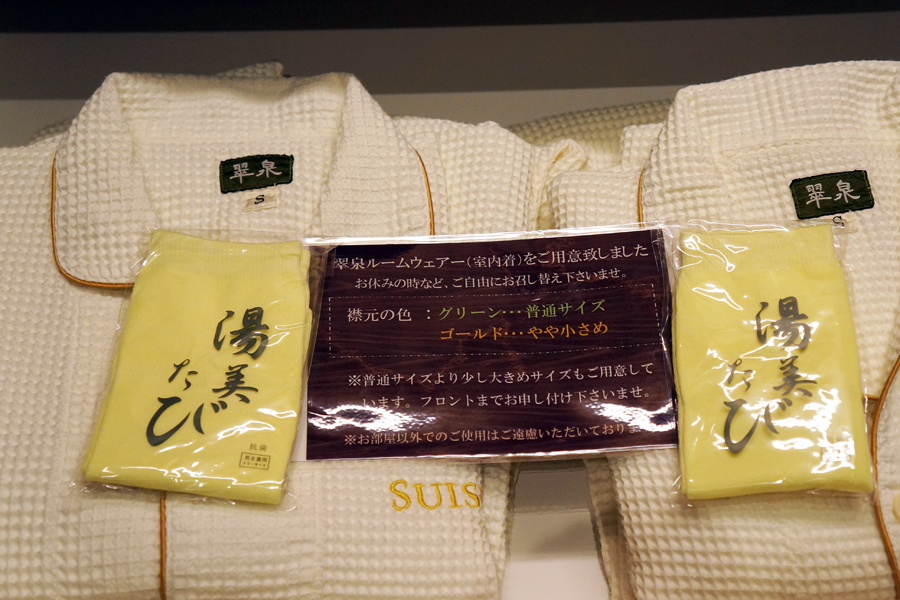 翠泉
S
翠泉
S
翠泉ルームウェアー(室内着)をご用意致しました
お休みの時など、ご自由にお召し替え下さいませ。
襟元の色 : グリーン・・・普通サイズ
ゴールド・・・やや小さめ
※普通サイズより少し大きめサイズもご用意して
います。フロントまでお申し付け下さいませ。
※お部屋以外でのご使用はご遠慮いただいておりま
湯美
たび
抗菌
湯美
たび
SUIS